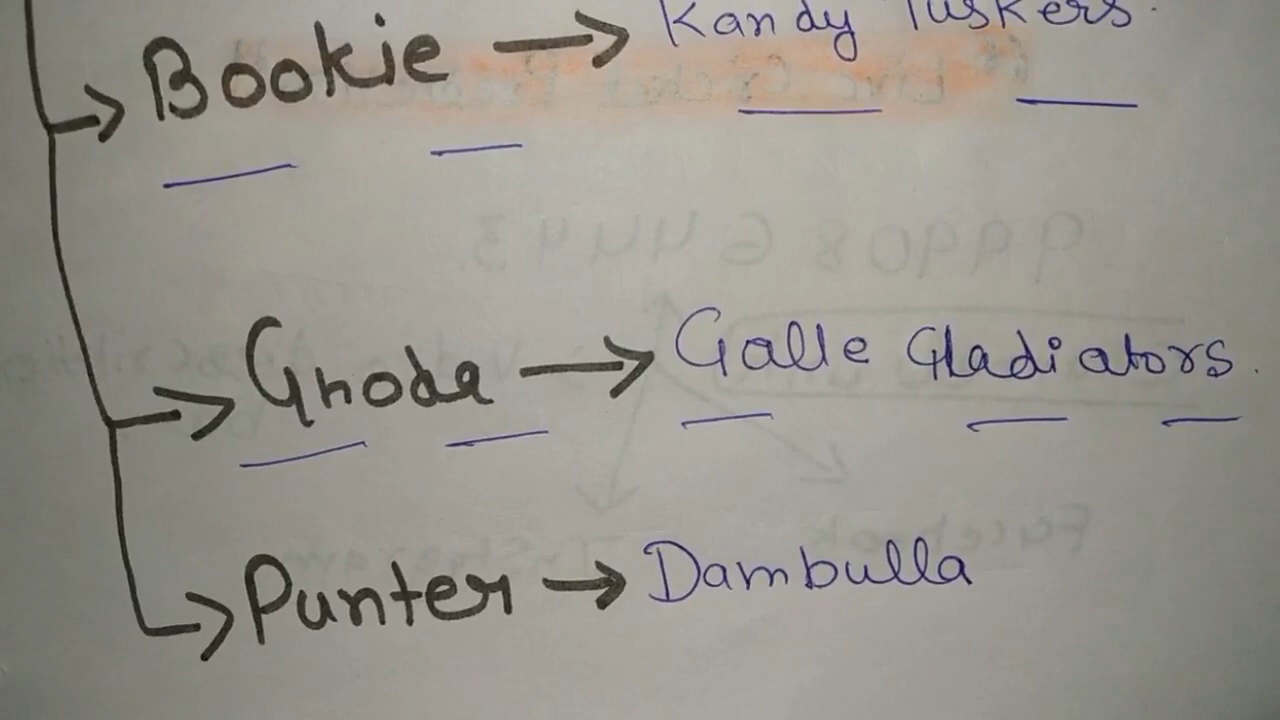 Bookie → Kandy Tuskers.
Ghoda → Galle Gladiators.
Punter → Dambulla